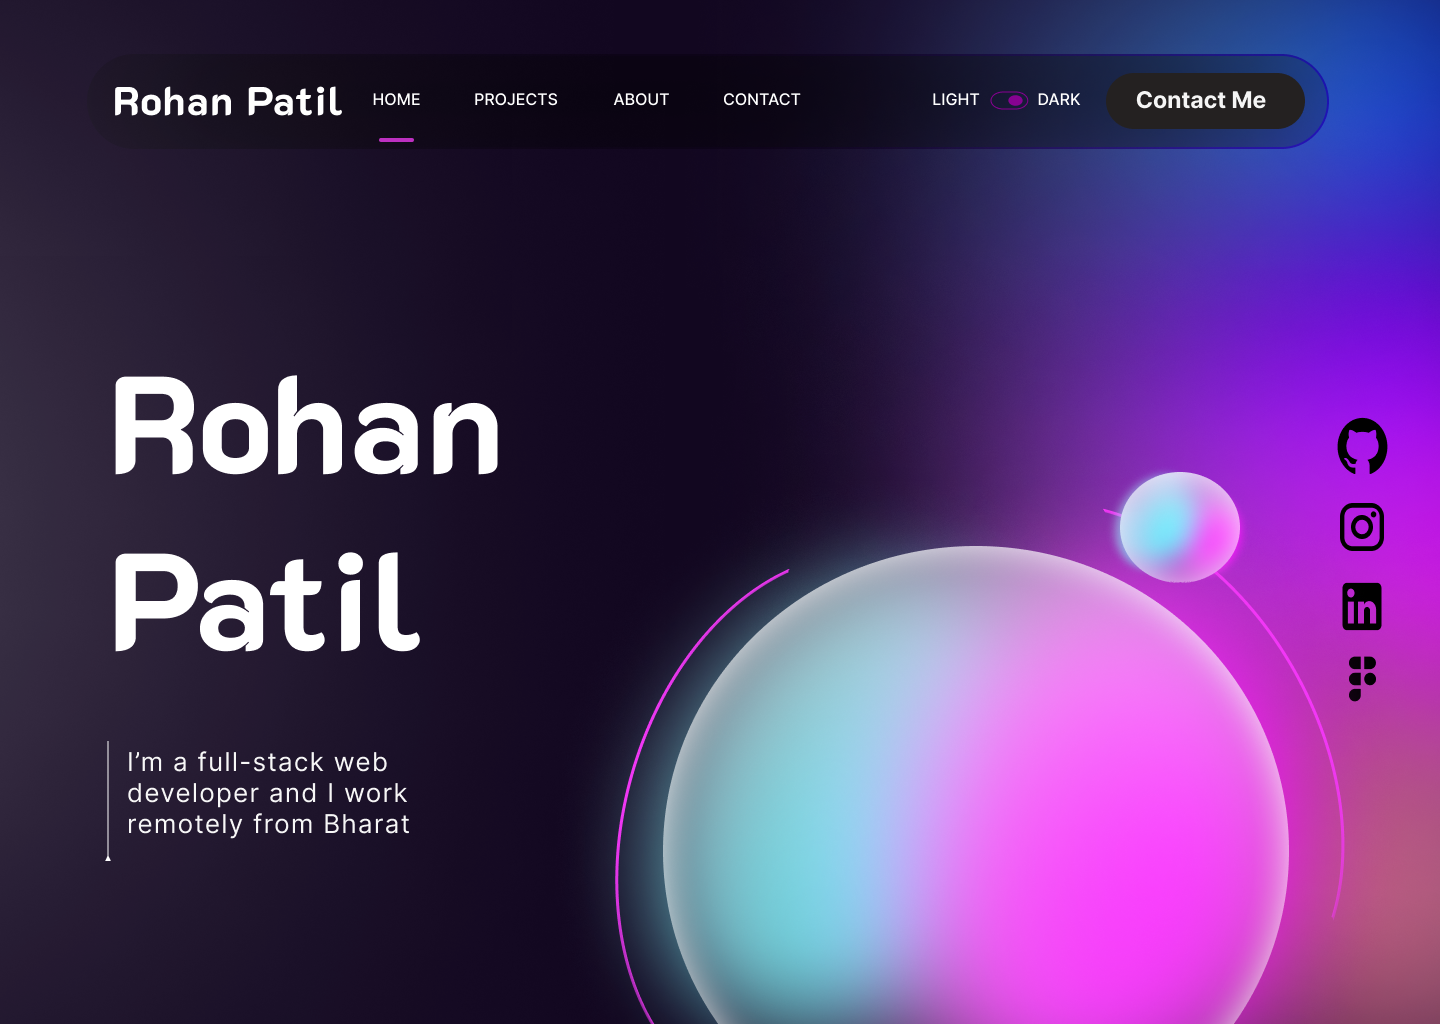 Rohan Patil
HOME
PROJECTS
ABOUT
CONTACT
LIGHT
DARK
Contact Me
Rohan
Patil
I’m a full-stack web
developer and I work
remotely from Bharat
in